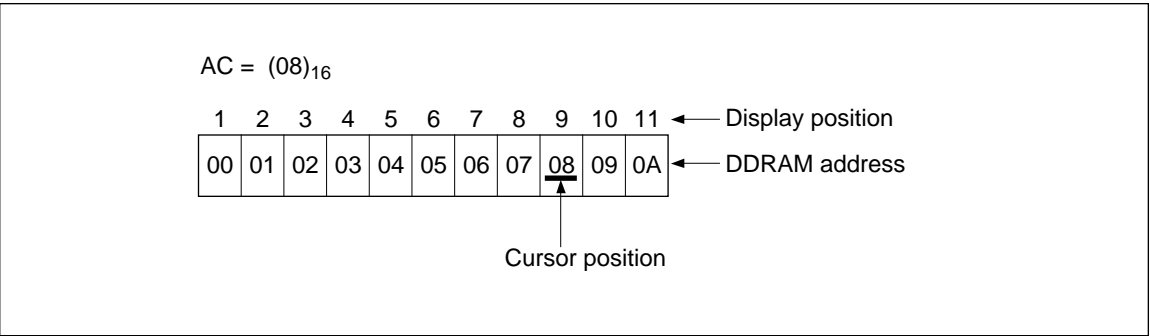 AC = (08)16
1 2 3 4 5 6 7 8 9 10 11 Display position
00 01 02 03 04 05 06 07 08 09 0A DDRAM address
Cursor position